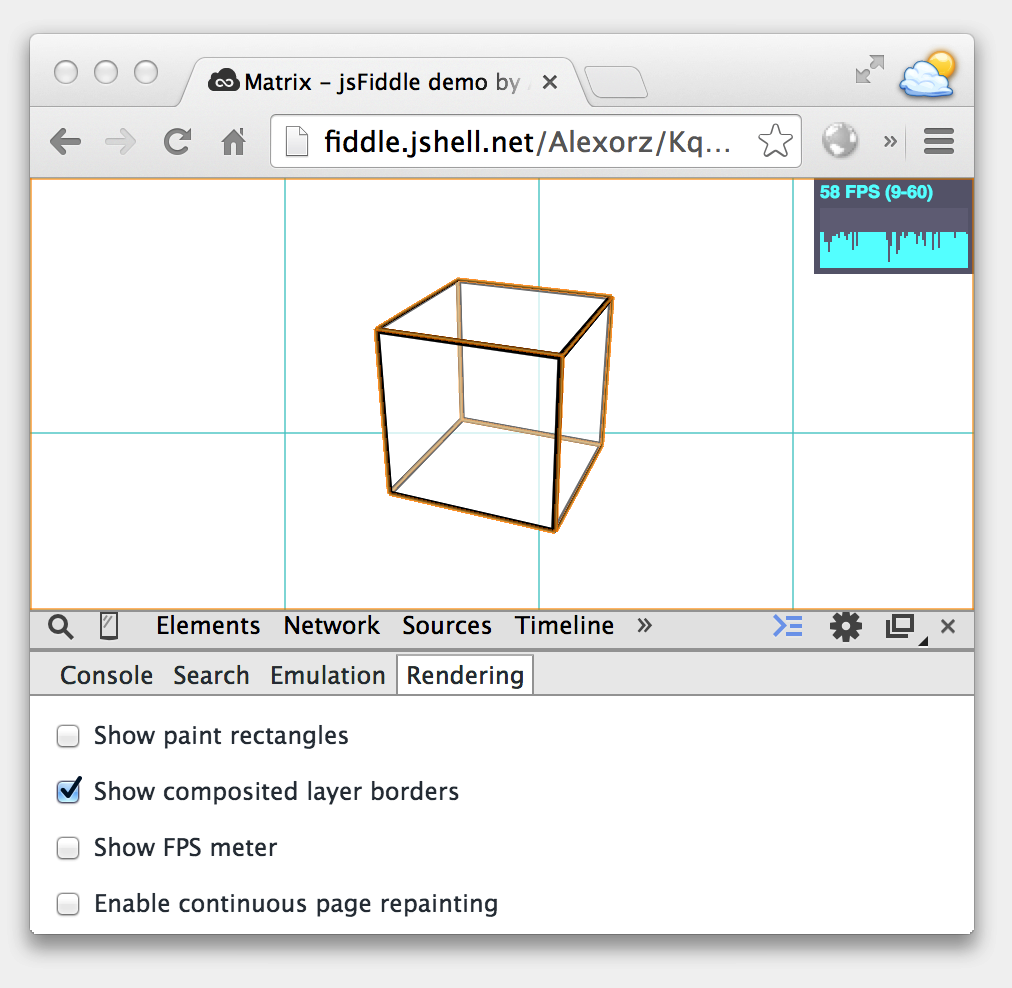 Matrix – jsFiddle demo by
fiddle.jshell.net/Alexorz/Kq...
58 FPS (9-60)
Elements Network Sources Timeline »
Console Search Emulation Rendering
Show paint rectangles
Show composited layer borders
Show FPS meter
Enable continuous page repainting